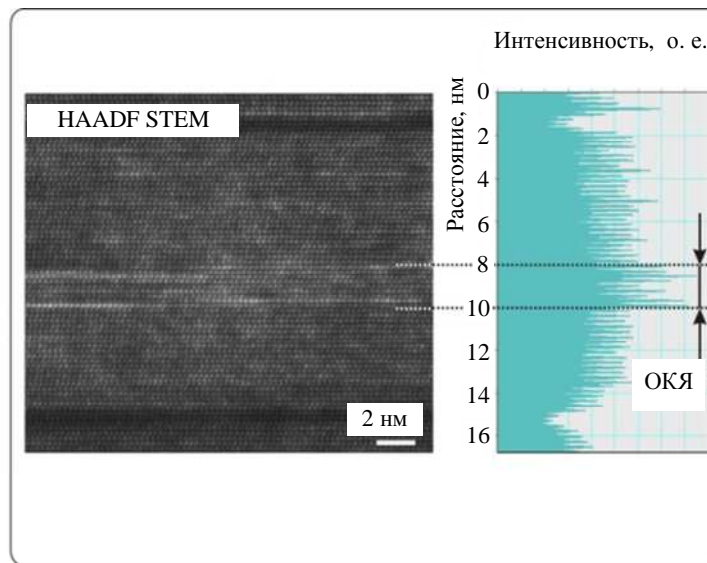 Интенсивность, о. е.
HAADF STEM
Расстояние, нм
0
2
4
6
8
10
12
14
16
ОКЯ
2 нм